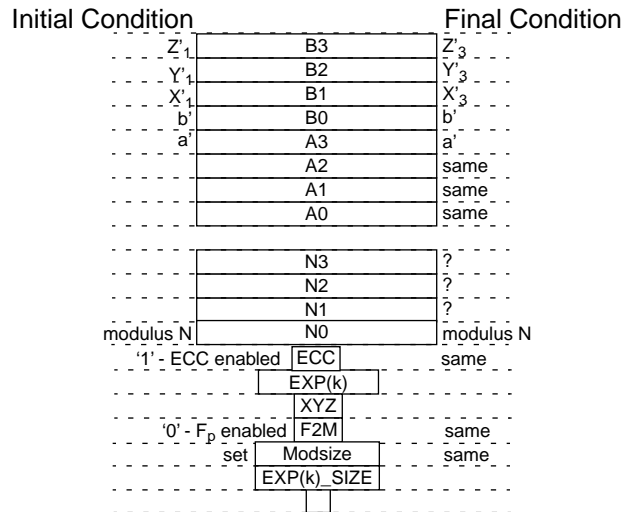 Initial Condition Final Condition
Z'1 B3 Z'3
Y'1 B2 Y'3
X'1 B1 X'3
b' B0 b'
a' A3 a'
A2 same
A1 same
A0 same
N3 ?
N2 ?
N1 ?
modulus N N0 modulus N
‘1’ - ECC enabled ECC same
EXP(k)
XYZ
‘0’ - Fp enabled F2M same
set Modsize same
EXP(k)_SIZE